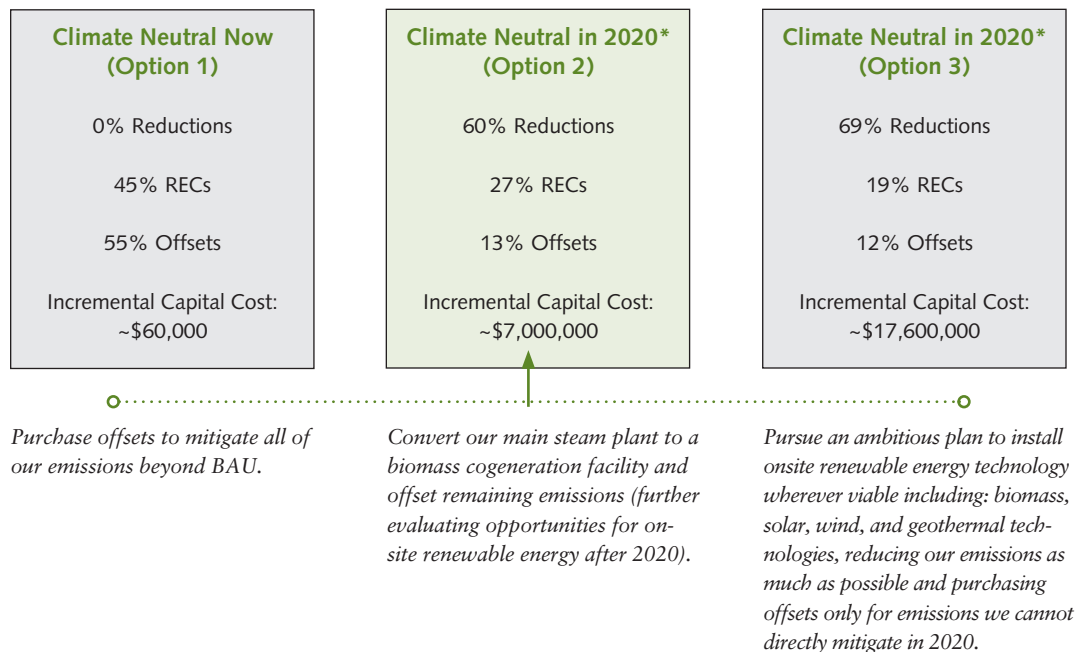 Climate Neutral Now
(Option 1)
0% Reductions
45% RECs
55% Offsets
Incremental Capital Cost:
~$60,000
Purchase offsets to mitigate all of
our emissions beyond BAU.
Climate Neutral in 2020*
(Option 2)
60% Reductions
27% RECs
13% Offsets
Incremental Capital Cost:
~$7,000,000
Convert our main steam plant to a
biomass cogeneration facility and
offset remaining emissions (further
evaluating opportunities for on-
site renewable energy after 2020).
Climate Neutral in 2020*
(Option 3)
69% Reductions
19% RECs
12% Offsets
Incremental Capital Cost:
~$17,600,000
Pursue an ambitious plan to install
onsite renewable energy technology
wherever viable including: biomass,
solar, wind, and geothermal tech-
nologies, reducing our emissions as
much as possible and purchasing
offsets only for emissions we cannot
directly mitigate in 2020.